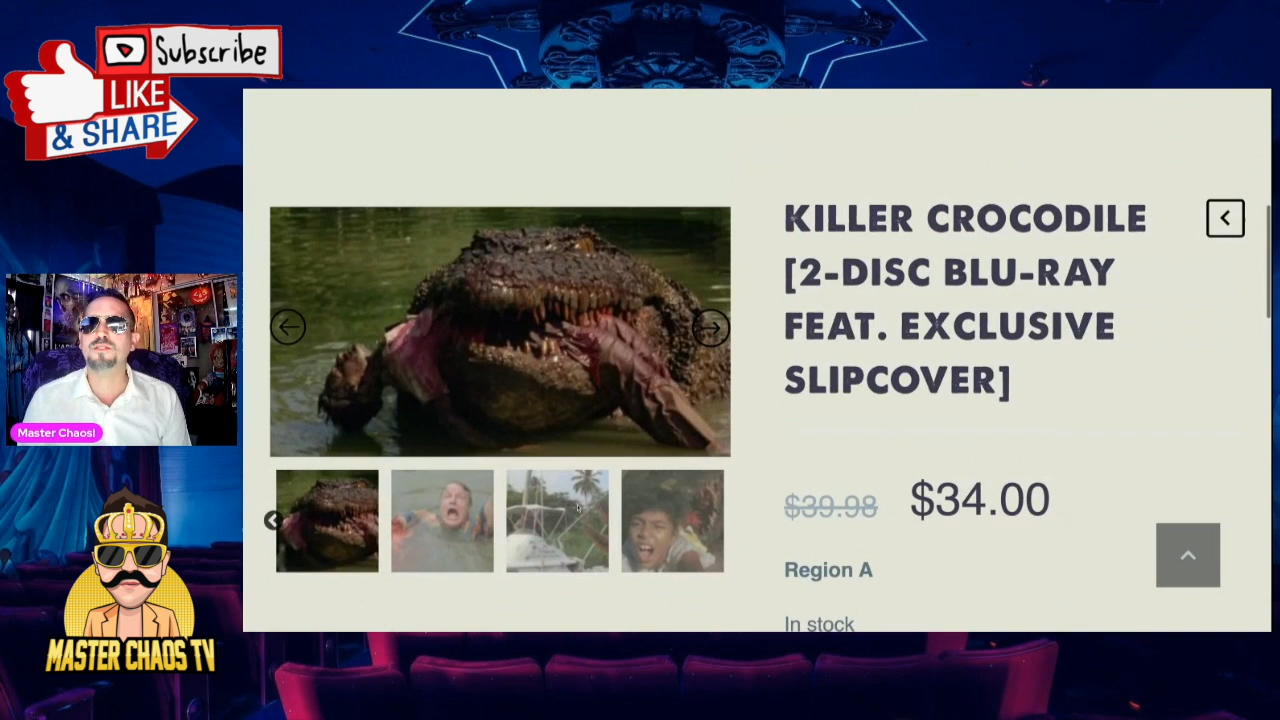 Subscribe
LIKE
& SHARE
KILLER CROCODILE
[2-DISC BLU-RAY
FEAT. EXCLUSIVE
SLIPCOVER]
$39.98 $34.00
Region A
In stock
Master Chaos!
MASTER CHAOS TV